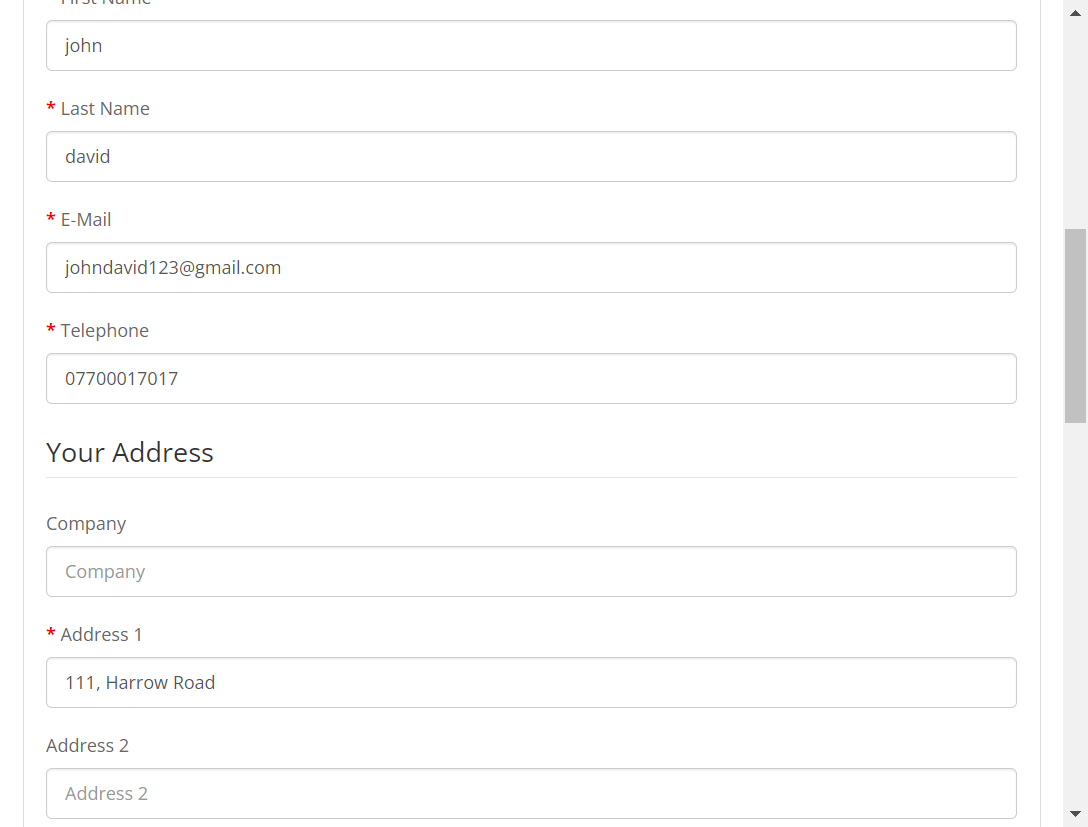 First Name
john
* Last Name
david
* E-Mail
johndavid123@gmail.com
* Telephone
07700017017
Your Address
Company
Company
* Address 1
111, Harrow Road
Address 2
Address 2